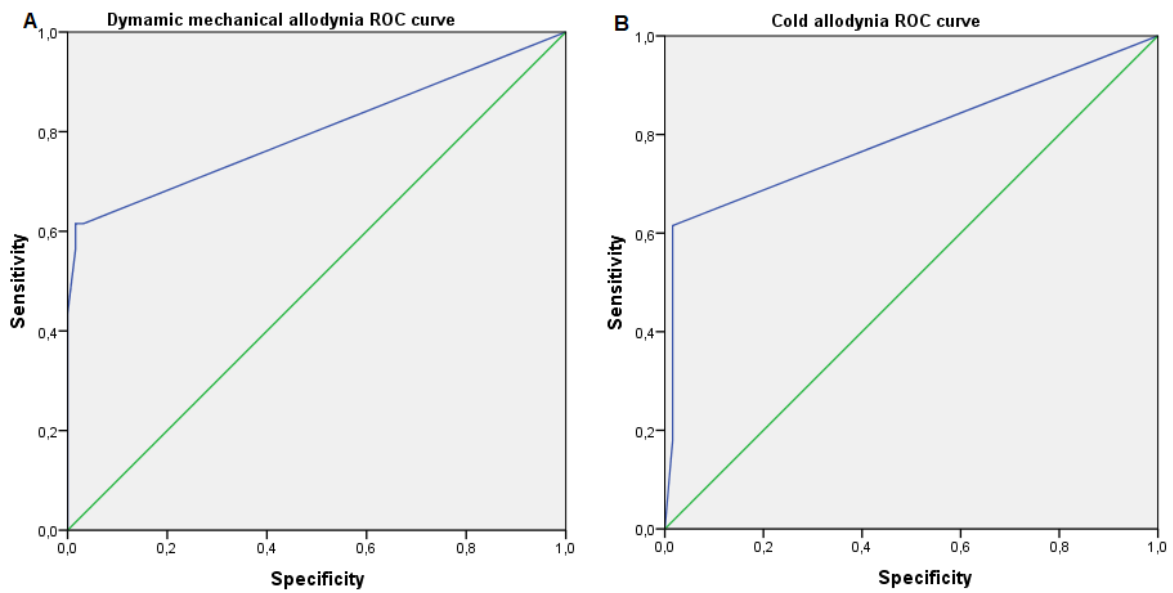 A
Dymamic mechanical allodynia ROC curve
1,0
0,8
0,6
0,4
0,2
0,0
Sensitivity
0,0 0,2 0,4 0,6 0,8 1,0
Specificity
B
Cold allodynia ROC curve
1,0
0,8
0,6
0,4
0,2
0,0
Sensitivity
0,0 0,2 0,4 0,6 0,8 1,0
Specificity